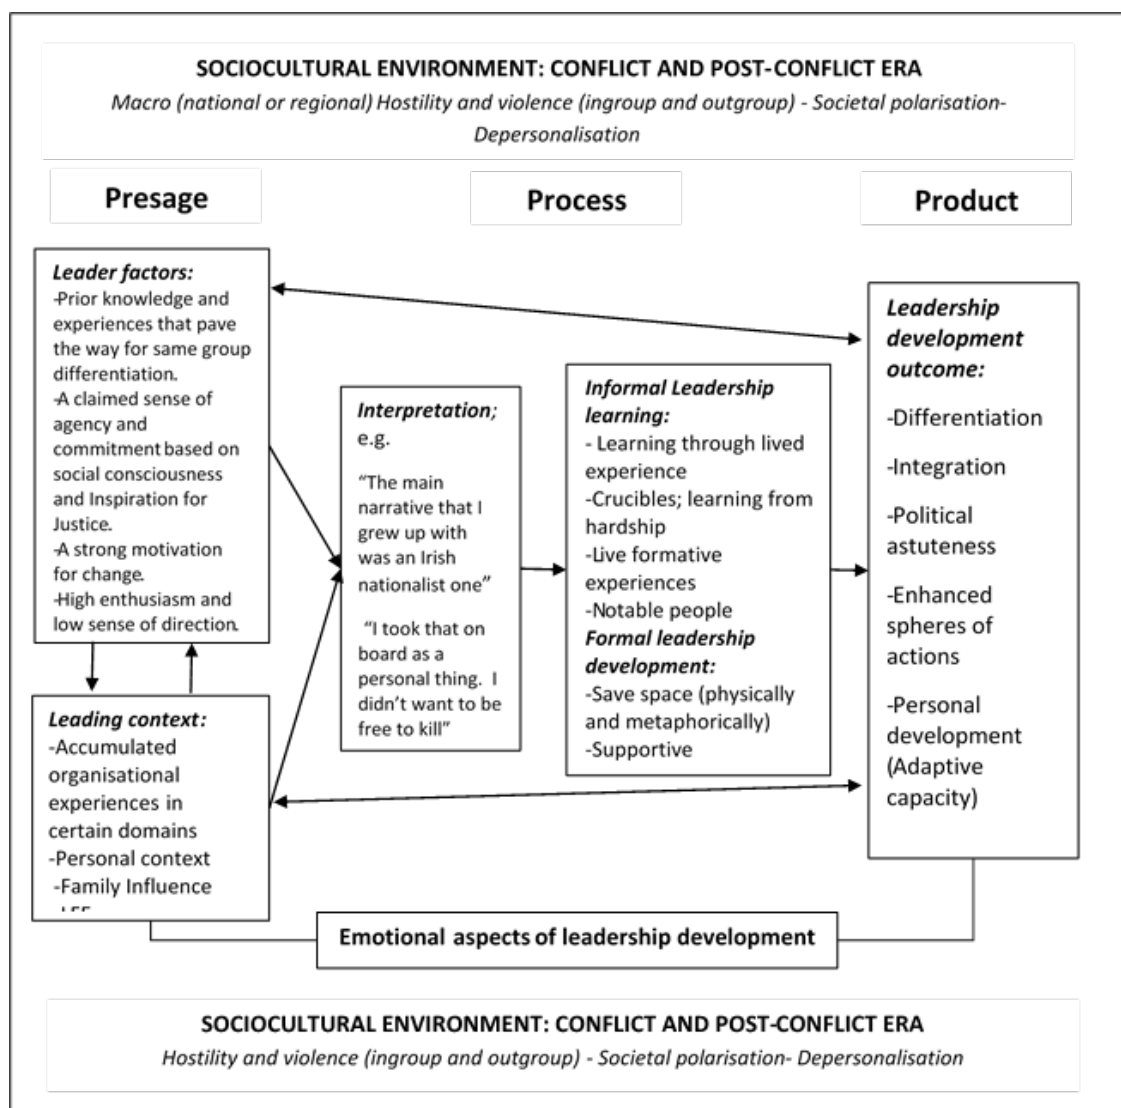 SOCIOCULTURAL ENVIRONMENT: CONFLICT AND POST-CONFLICT ERA
Macro (national or regional) Hostility and violence (ingroup and outgroup) - Societal polarisation-
Depersonalisation
Presage
Process
Product
Leader factors:
-Prior knowledge and
experiences that pave
the way for same group
differentiation.
-A claimed sense of
agency and
commitment based on
social consciousness
and Inspiration for
Justice.
-A strong motivation
for change.
-High enthusiasm and
low sense of direction.
Leading context:
-Accumulated
organisational
experiences in
certain domains
-Personal context
-Family Influence
Interpretation;
e.g.
“The main
narrative that I
grew up with
was an Irish
nationalist one”
“I took that on
board as a
personal thing. I
didn’t want to be
free to kill”
Informal Leadership
learning:
- Learning through lived
experience
-Crucibles; learning from
hardship
-Live formative
experiences
-Notable people
Formal leadership
development:
-Save space (physically
and metaphorically)
-Supportive
Leadership
development
outcome:
-Differentiation
-Integration
-Political
astuteness
-Enhanced
spheres of
actions
-Personal
development
(Adaptive
capacity)
Emotional aspects of leadership development
SOCIOCULTURAL ENVIRONMENT: CONFLICT AND POST-CONFLICT ERA
Hostility and violence (ingroup and outgroup) - Societal polarisation- Depersonalisation